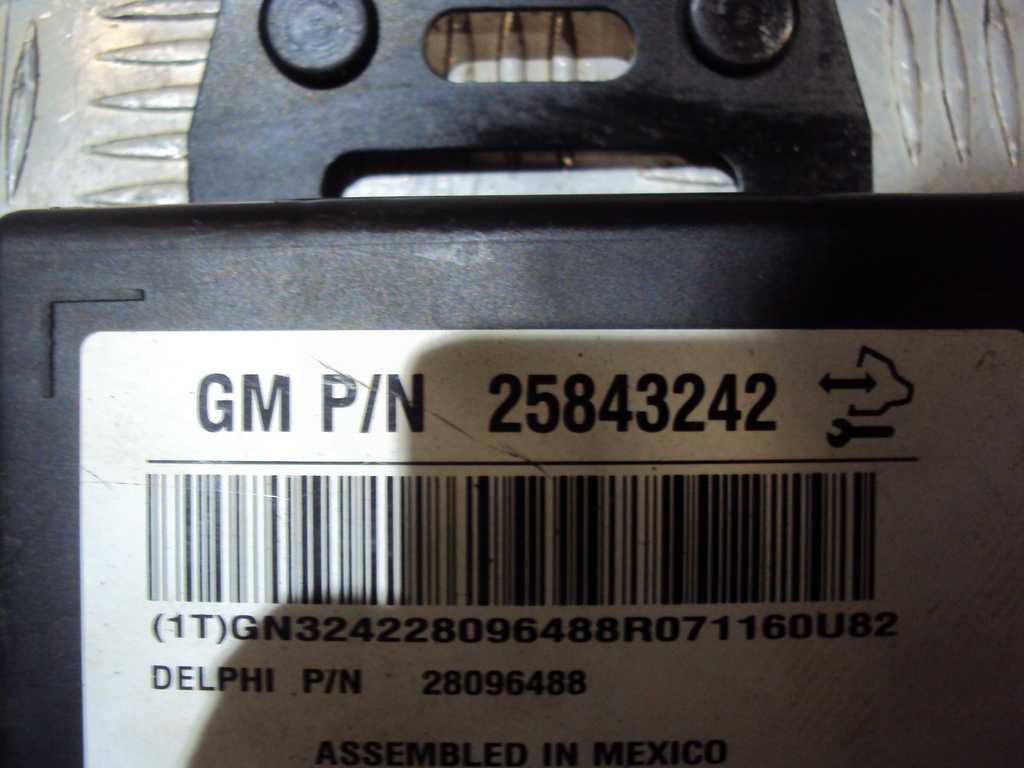 GM P/N 25843242
(1T)GN324228096488R071160U82
DELPHI P/N 28096488
ASSEMBLED IN MEXICO